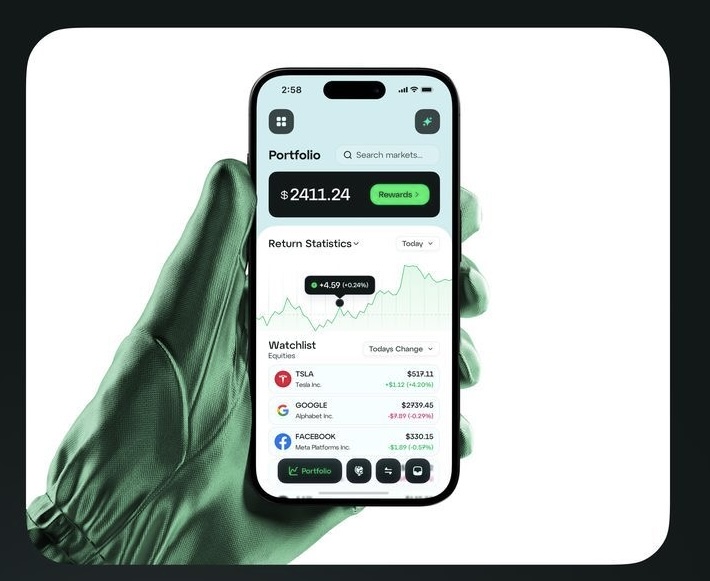 2:58
Portfolio
Search markets...
$2411.24
Rewards >
Return Statistics
Today
+4.59 (+0.24%)
Watchlist
Equities
Todays Change
TSLA
$517.11
Tesla Inc.
+$1.12 (+4.20%)
GOOGLE
$2739.45
Alphabet Inc.
-$7.89 (-0.29%)
FACEBOOK
$330.15
Meta Platforms Inc.
-$1.89 (-0.57%)
Portfolio